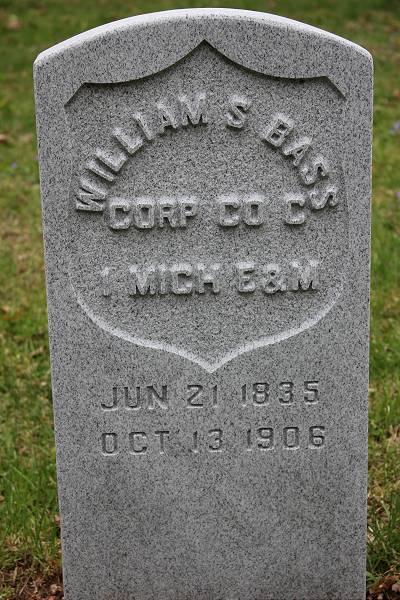 WILLIAM S BASS
CORP CO C
1 MICH E&M
JUN 21 1835
OCT 13 1906